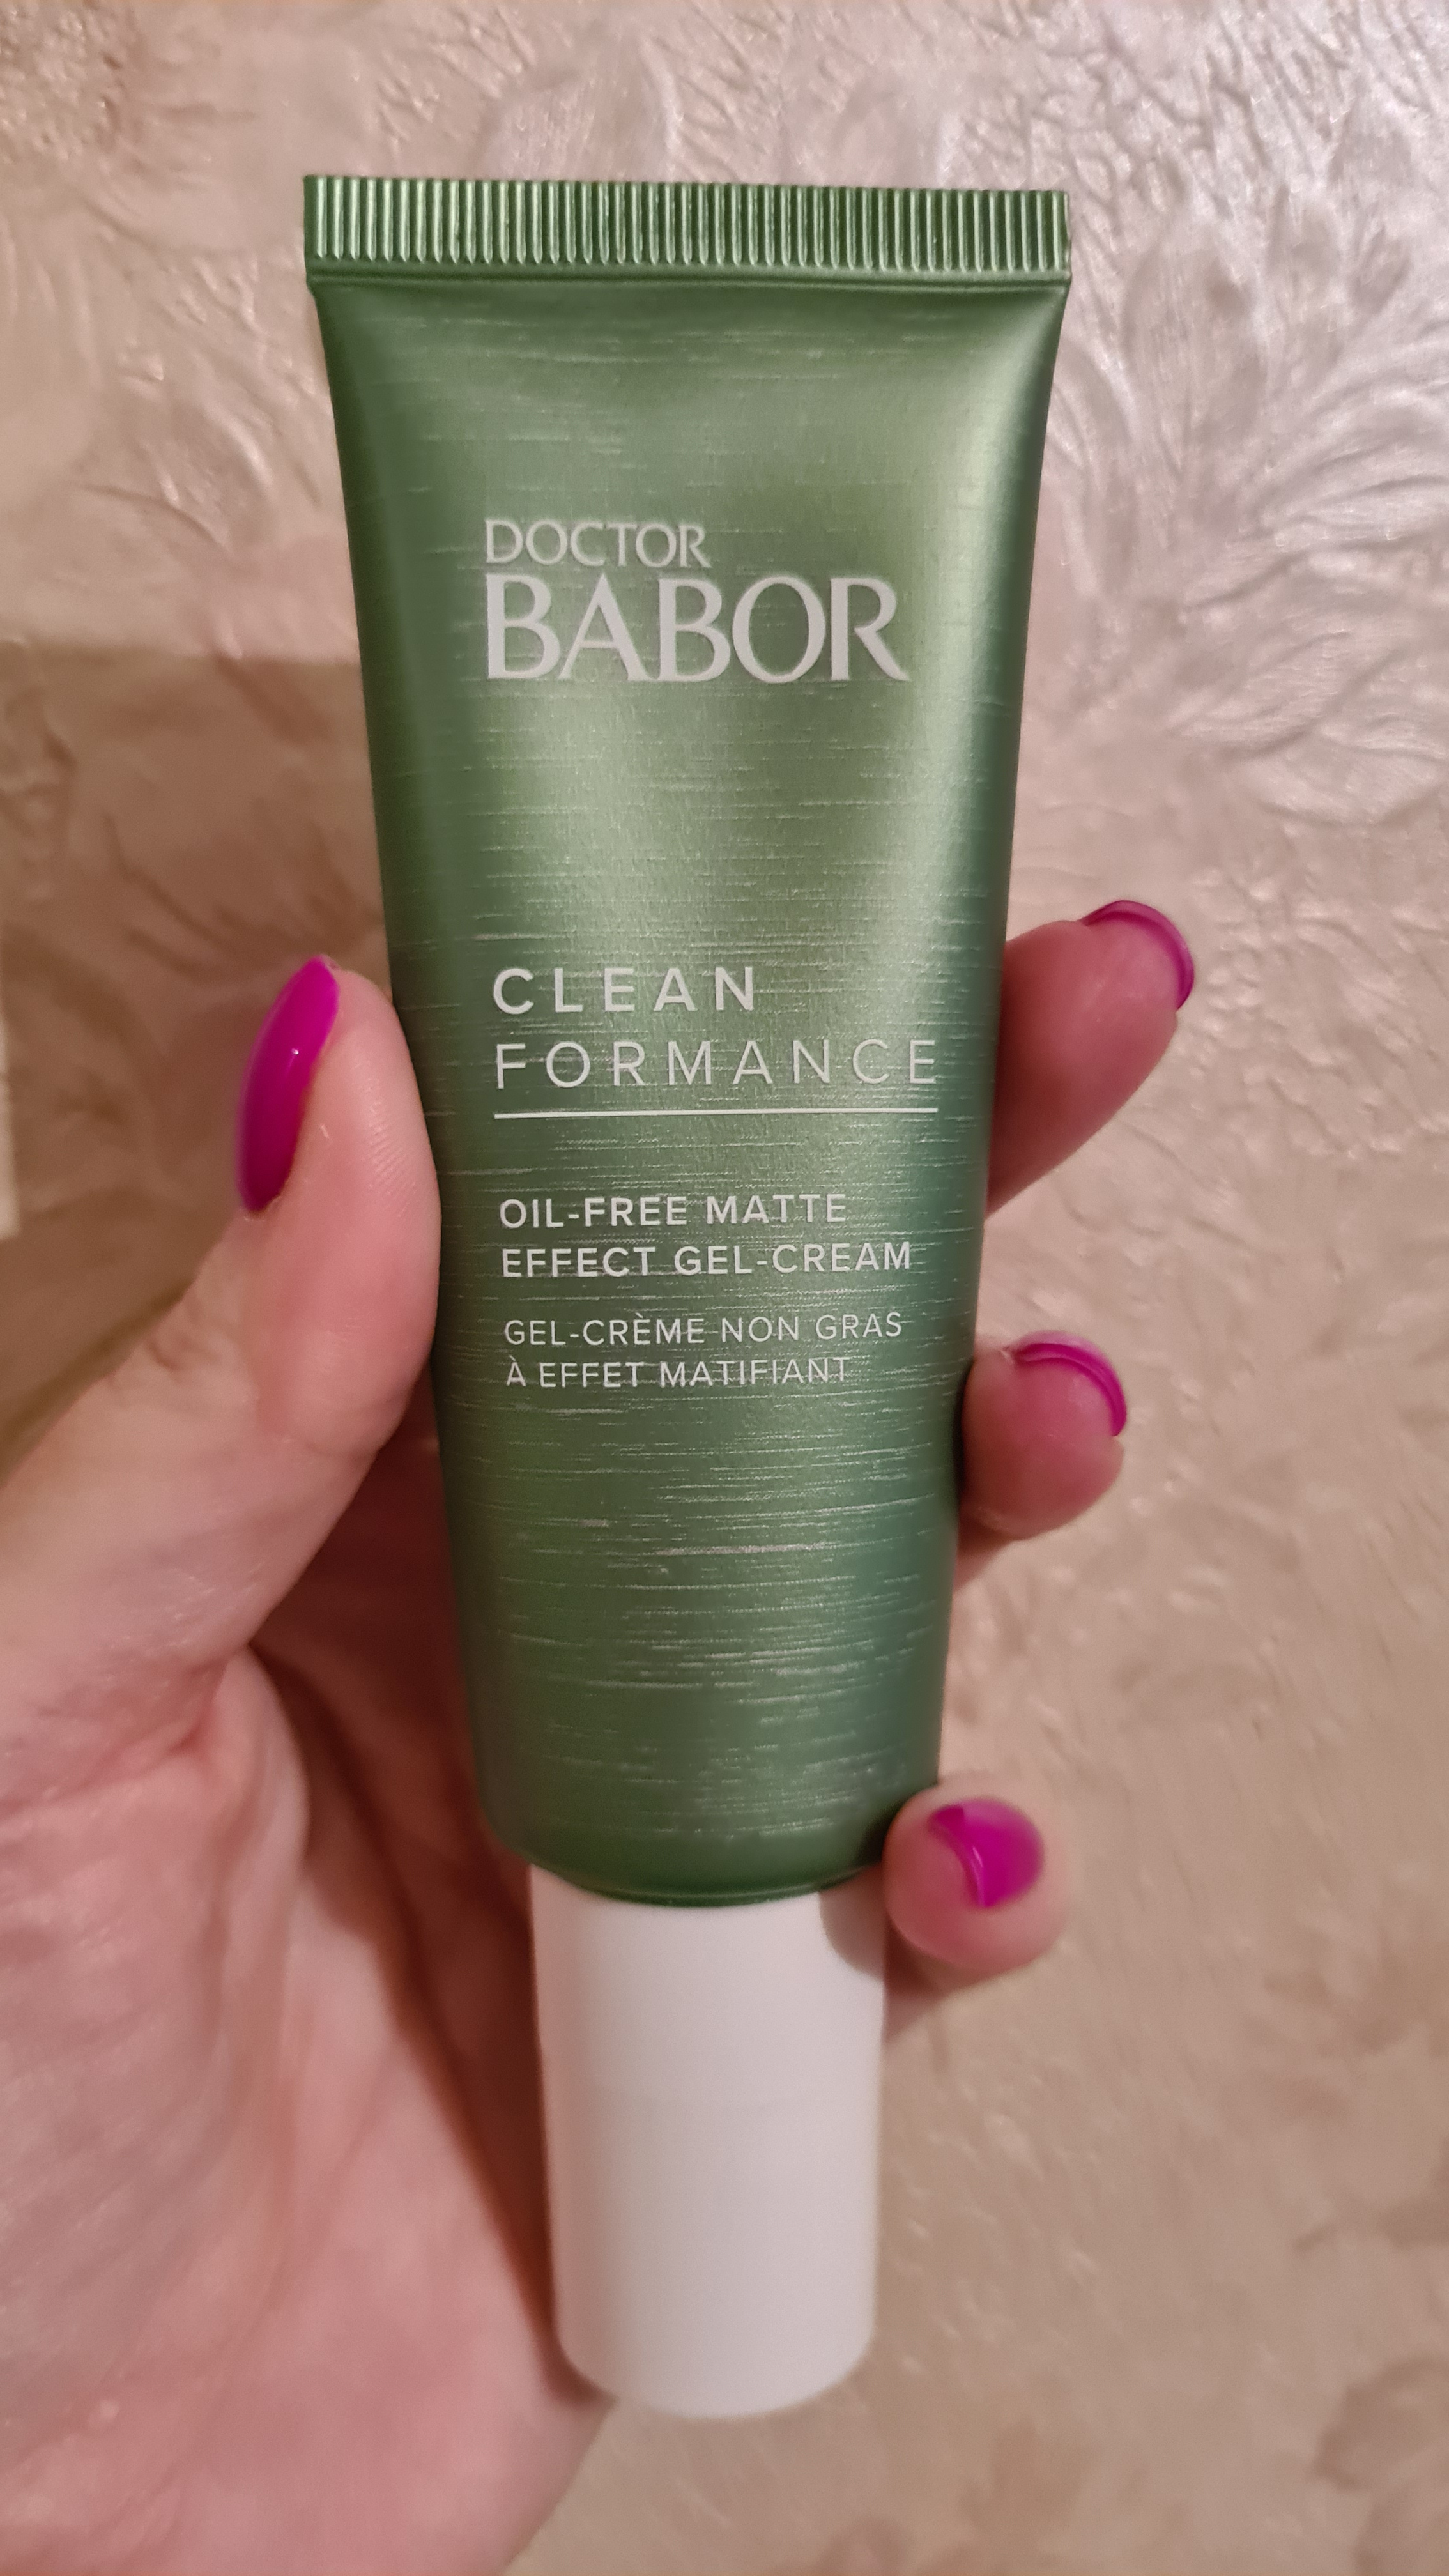 DOCTOR
BABOR
CLEAN
FORMANCE
OIL-FREE MATTE
EFFECT GEL-CREAM
GEL-CRÈME NON GRAS
À EFFET MATIFIANT